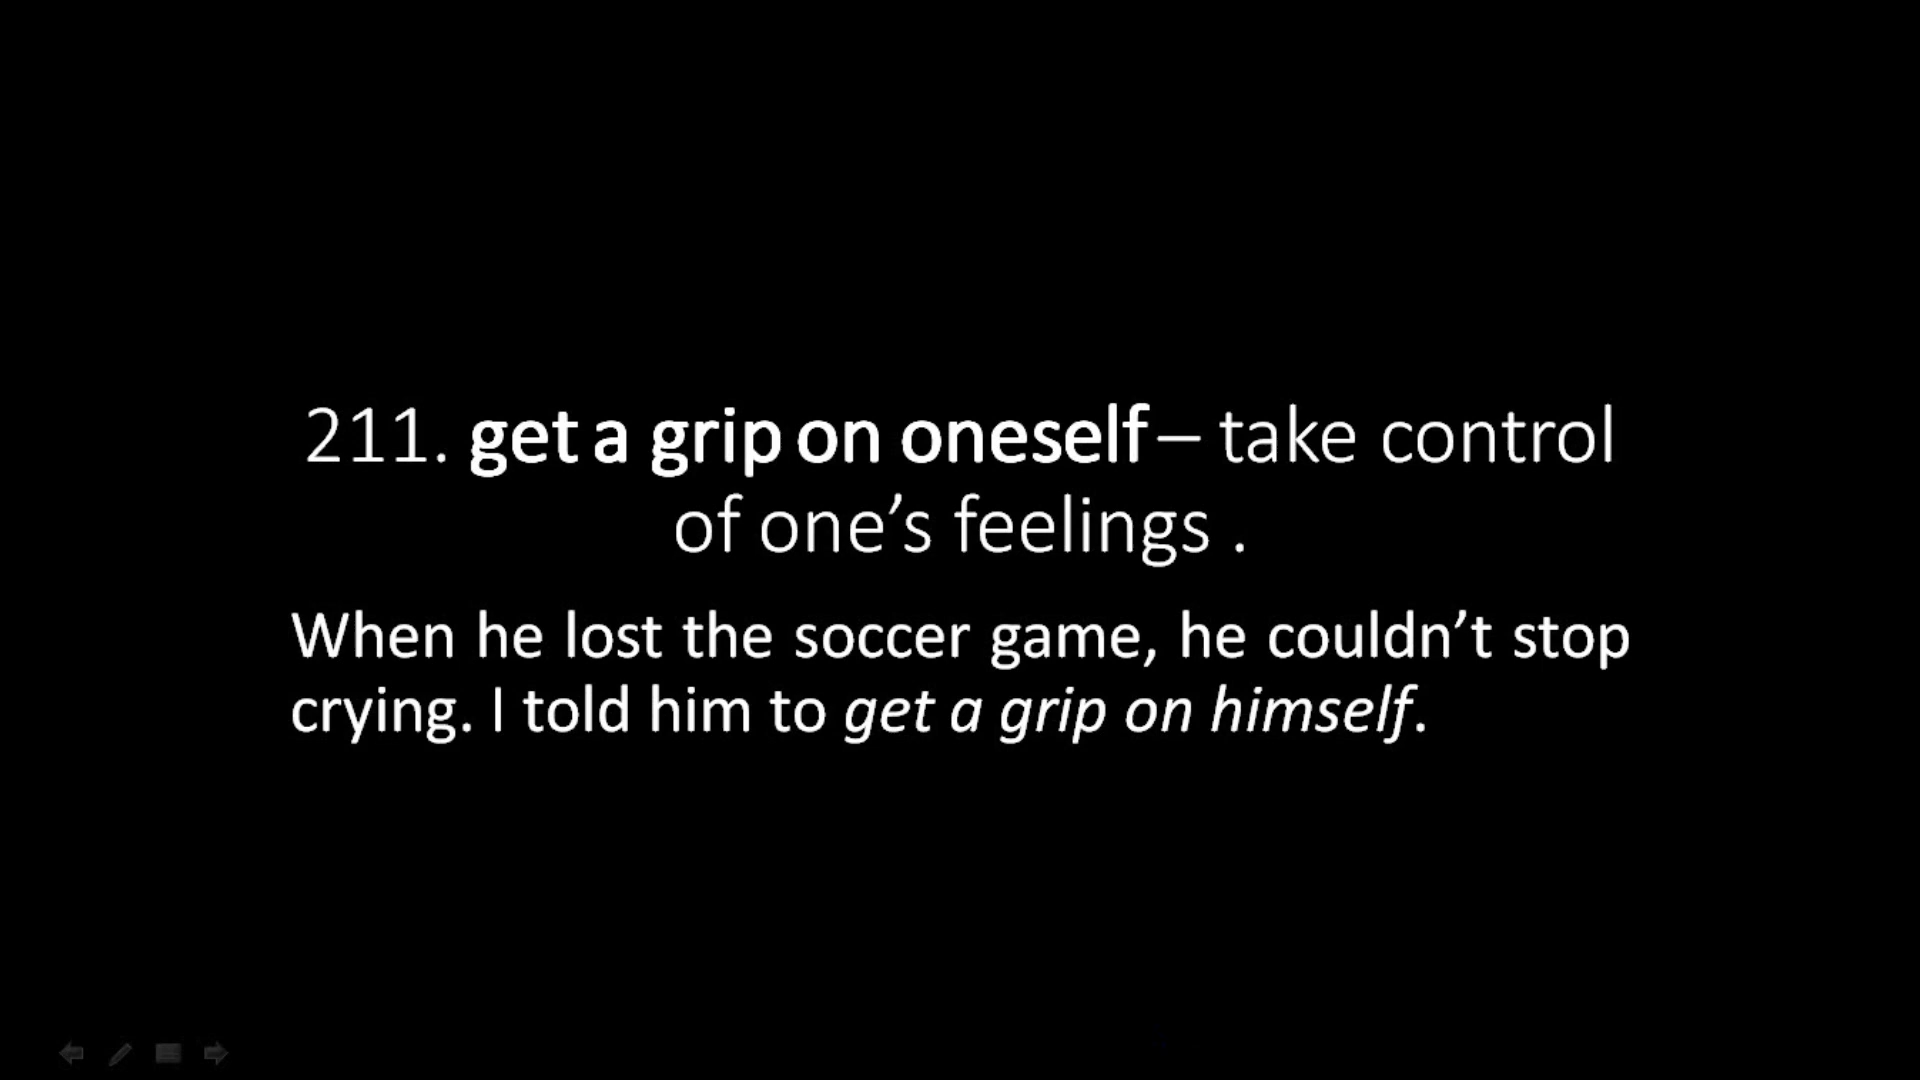 211. get a grip on oneself – take control
of one’s feelings .
When he lost the soccer game, he couldn’t stop
crying. I told him to get a grip on himself.